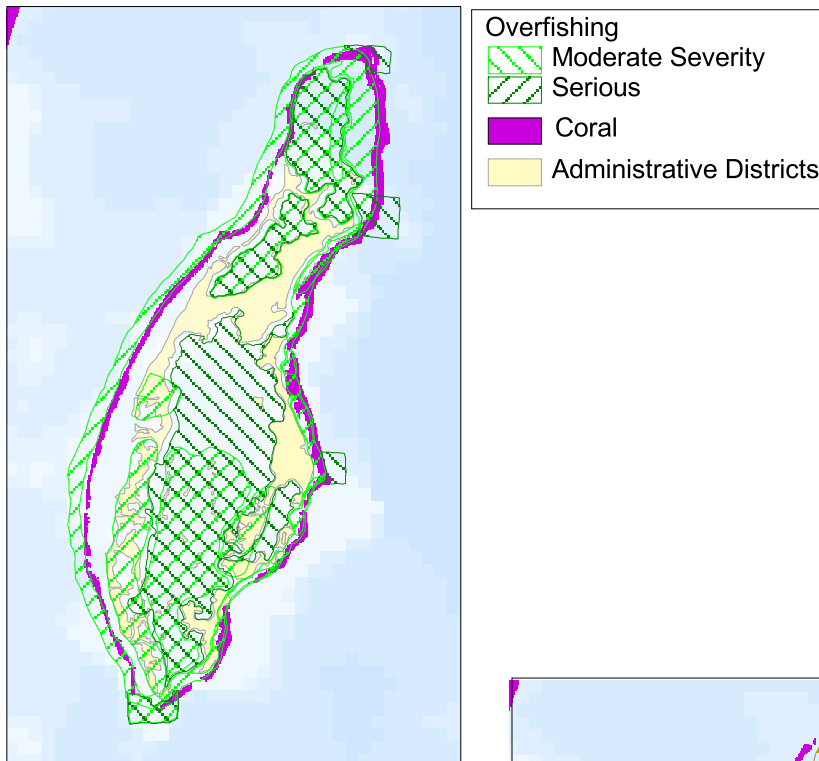 Overfishing
Moderate Severity
Serious
Coral
Administrative Districts